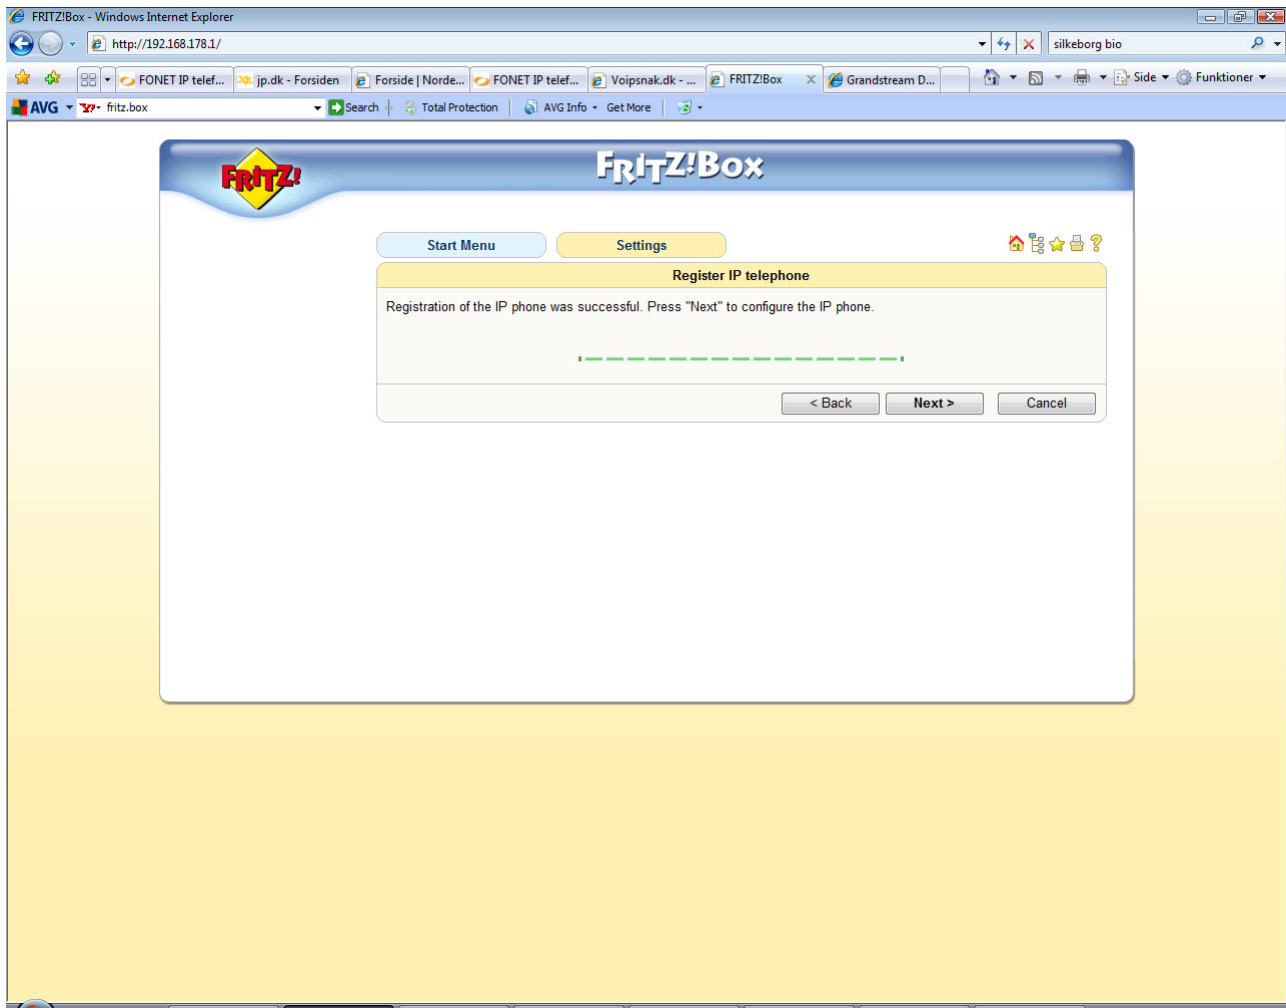 FRITZ!Box - Windows Internet Explorer
http://192.168.178.1/
silkeborg bio
FONET IP telef...
jp.dk - Forsiden
Forside | Norde...
FONET IP telef...
Voipsnak.dk - ...
FRITZ!Box
Grandstream D...
Side
Funktioner
AVG
fritz.box
Search
Total Protection
AVG Info
Get More
FRITZ!
FRITZ!Box
Start Menu
Settings
Register IP telephone
Registration of the IP phone was successful. Press "Next" to configure the IP phone.
< Back
Next >
Cancel